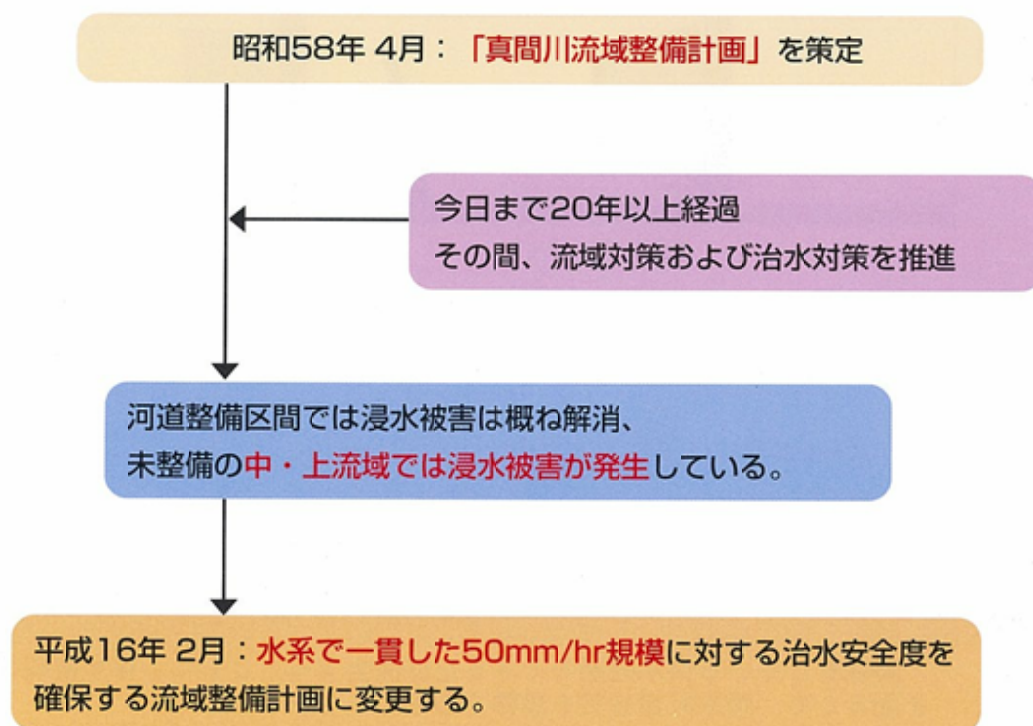 昭和58年 4月：「真間川流域整備計画」を策定
今日まで20年以上経過
その間、流域対策および治水対策を推進
河道整備区間では浸水被害は概ね解消、
未整備の中・上流域では浸水被害が発生している。
平成16年 2月：水系で一貫した50mm/hr規模に対する治水安全度を
確保する流域整備計画に変更する。